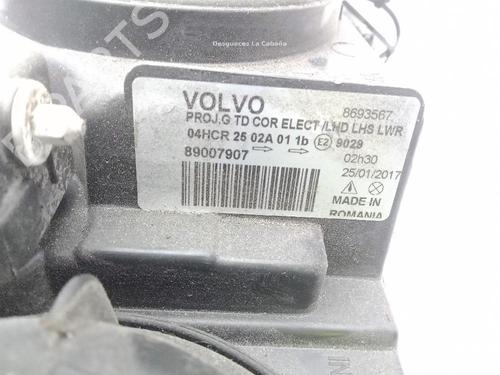 Desgueces La Cabaña
VOLVO 8693567
PROJ.G TD COR ELECT /LHD LHS LWR
04HCR 25 02A 01 1b E2 9029
89007907 02h30
25/01/2017
MADE IN
ROMANIA